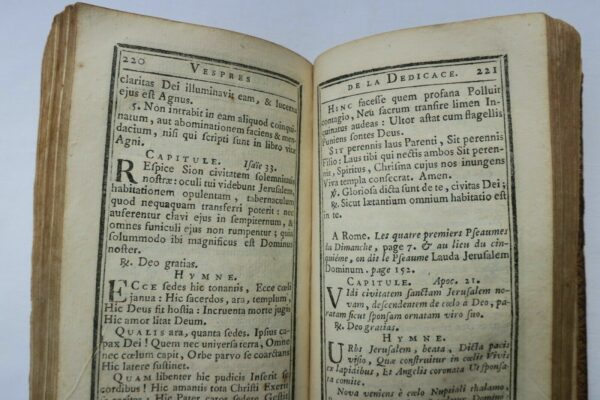 220 VESPRES
claritas Dei illuminavit eam, & lucerna
ejus est Agnus.
5. Non intrabit in eam aliquod coinqui-
natum, aut abominationem faciens & men-
dacium, nisi qui scripti sunt in libro vitæ
Agni.
CAPITULE. Isaïe 33.
REspice Sion civitatem solemnitatis
nostræ: oculi tui videbunt Jerusalem,
habitationem opulentam, tabernaculum
quod nequaquam transferri poterit: nec
auferentur clavi ejus in sempiternum, &
omnes funiculi ejus non rumpentur; quia
solummodo ibi magnificus est Dominus
noster.
℟. Deo gratias.
HYMNE.
ECCE sedes hic tonantis, Ecce cœli
janua: Hic sacerdos, ara, templum,
Hic Deus fit hostia: Incruenta morte jugis
Hic amor litat Deum.
QUALIS ara, quanta sedes. Ipsius ca-
pax Dei! Quem nec universa terra, Omne
nec cœlum capit, Orbe parvo se coarctans
Hic latere sustinet.
QUAM libenter hic pudicis Inserit se
cordibus! Hic amantis tota Christi Exerit
DE LA DEDICACE. 221
HINC facesse quem profana Polluit
contagio, Neu sacrum transire limen In-
quinatus audeas: Ultor astat cum flagellis
Puniens sontes Deus.
SIT perennis laus Parenti, Sit perennis
Filio: Laus tibi qui nectis ambos Sit peren-
nis, Spiritus, Chrisma cujus nos inungens
Viva templa consecrat. Amen.
℣. Gloriosa dicta sunt de te, civitas Dei;
℟. Sicut lætantium omnium habitatio est
in te.
A Rome. Les quatre premiers Pseaumes
du Dimanche, page 7. & au lieu du cin-
quiéme, on dit le Pseaume Lauda Jerusalem
Dominum. page 152.
CAPITULE. Apoc. 21.
VIdi civitatem sanctam Jerusalem no-
vam, descendentem de cœlo a Deo, pa-
ratam sicut sponsam ornatam viro suo.
℟. Deo gratias.
HYMNE.
URbs Jerusalem, beata, Dicta pacis
visio, Quæ construitur in cœlis Vivis
ex lapidibus, Et Angelis coronata Ut sponsa-
ta comite.
Nova veniens è cœlo Nuptiali thalamo,